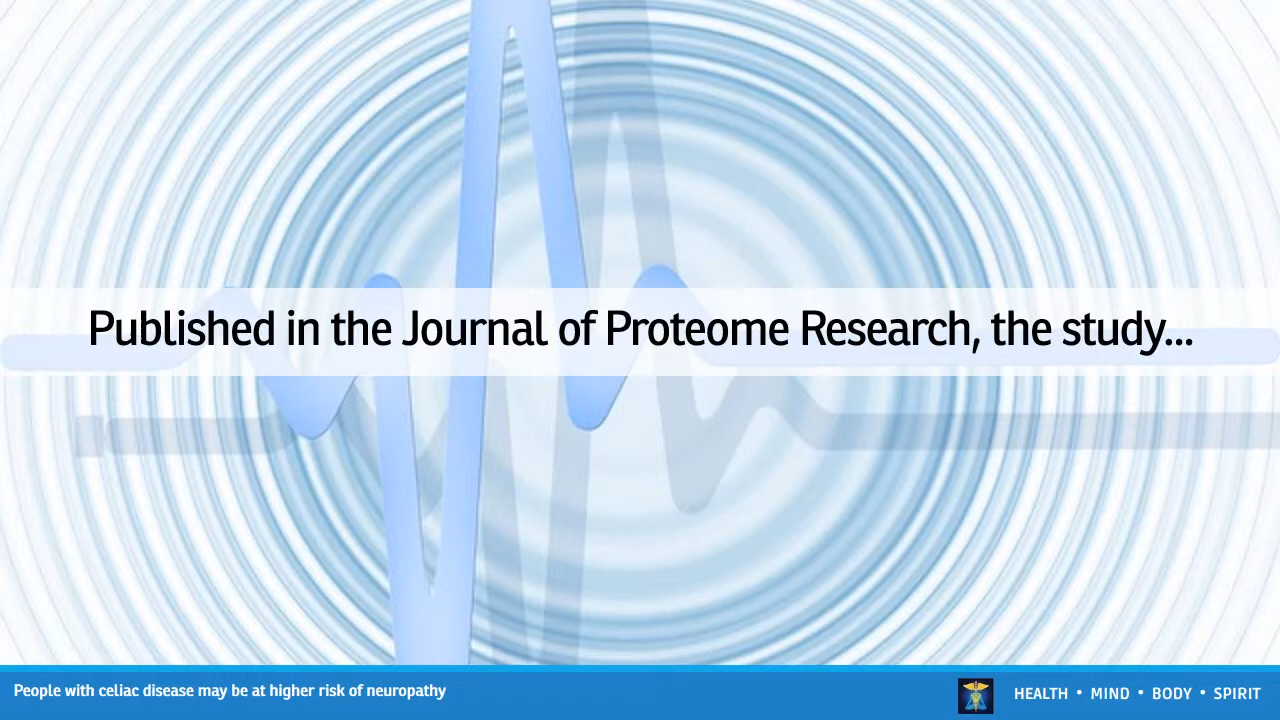 Published in the Journal of Proteome Research, the study...
People with celiac disease may be at higher risk of neuropathy
HEALTH • MIND • BODY • SPIRIT